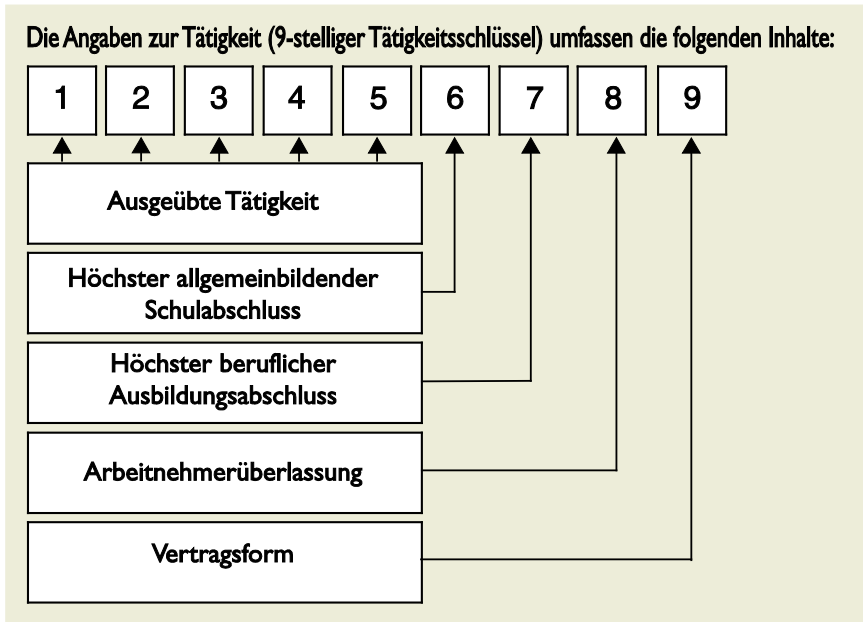 Die Angaben zur Tätigkeit (9-stelliger Tätigkeitsschlüssel) umfassen die folgenden Inhalte:
1 2 3 4 5 6 7 8 9
Ausgeübte Tätigkeit
Höchster allgemeinbildender
Schulabschluss
Höchster beruflicher
Ausbildungsabschluss
Arbeitnehmerüberlassung
Vertragsform